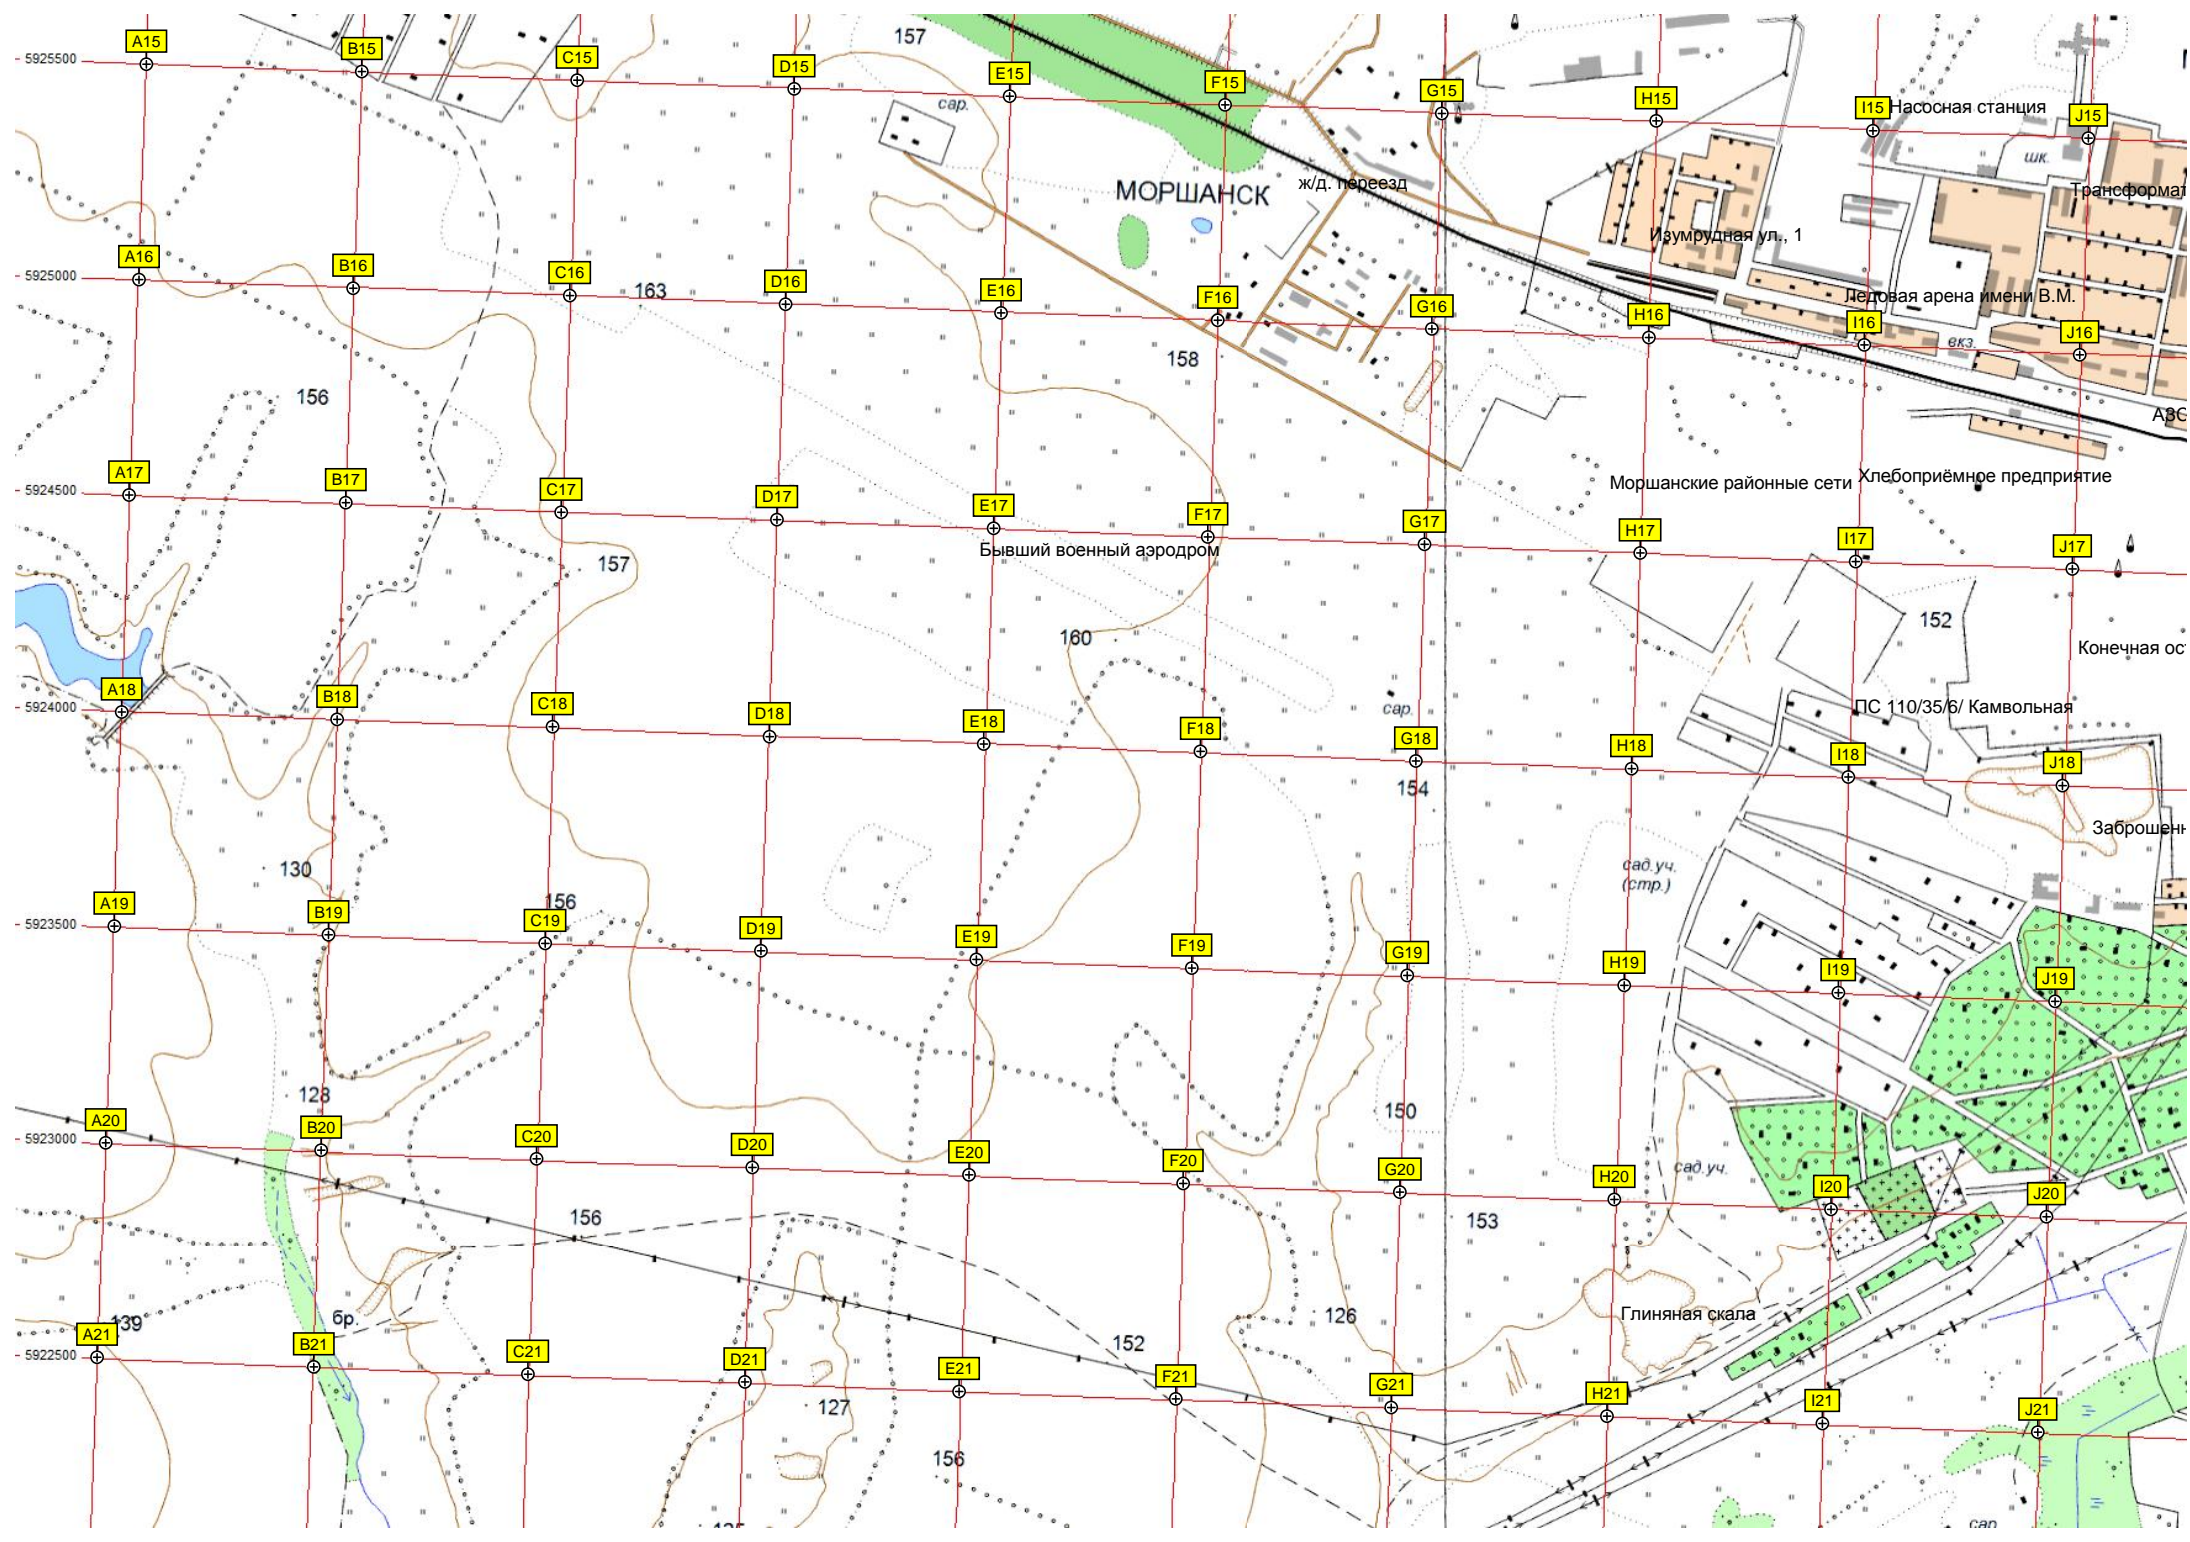 A15
B15
C15
D15
E15
F15
G15
H15
I15
J15
5925500
157
сар.
Насосная станция
шк.
МОРШАНСК
ж/д. переезд
Изумрудная ул., 1
A16
B16
C16
D16
E16
F16
G16
H16
I16
J16
5925000
163
Ледовая арена имени В.М.
вкз.
158
156
A17
B17
C17
D17
E17
F17
G17
H17
I17
J17
5924500
АЗС
Моршанские районные сети
Хлебоприёмное предприятие
Бывший военный аэродром
157
160
152
Конечная ос
A18
B18
C18
D18
E18
F18
G18
H18
I18
J18
5924000
сар.
ПС 110/35/6/ Камвольная
154
130
156
сад.уч.
(стр.)
A19
B19
C19
D19
E19
F19
G19
H19
I19
J19
5923500
128
150
A20
B20
C20
D20
E20
F20
G20
H20
I20
J20
5923000
сад.уч.
156
153
бр.
126
Глиняная скала
139
152
A21
B21
C21
D21
E21
F21
G21
H21
I21
J21
5922500
127
156